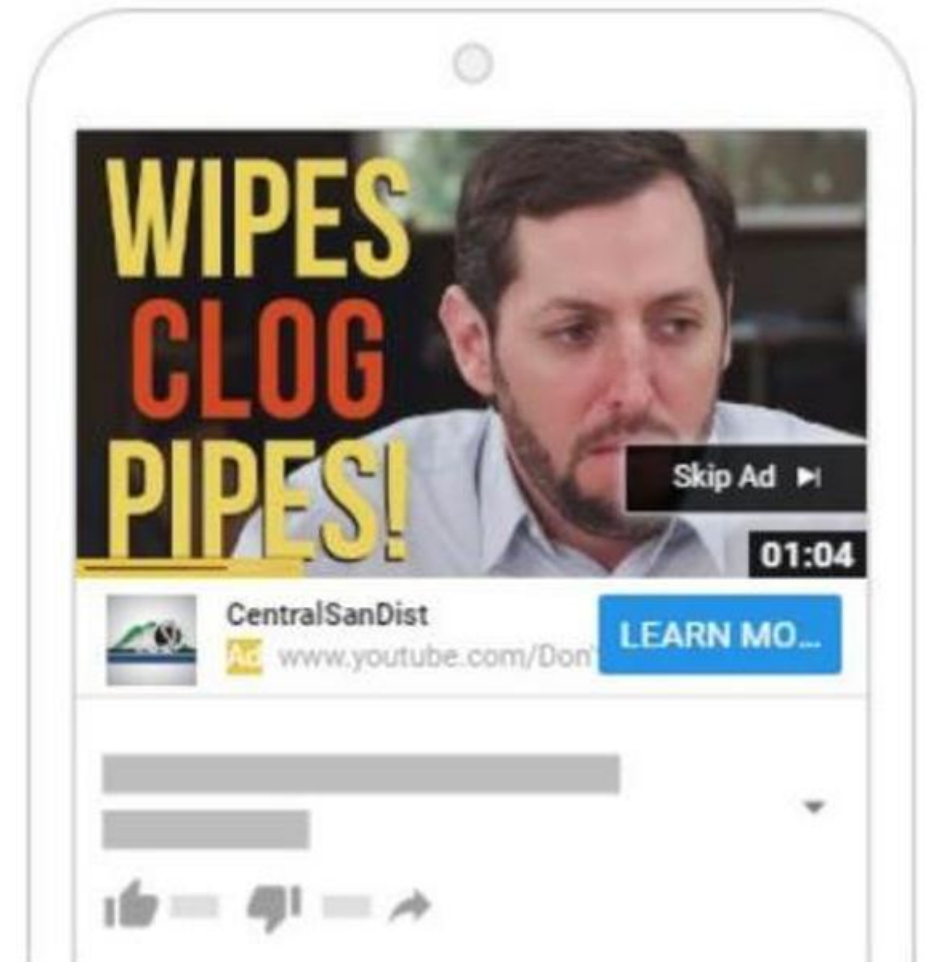 WIPES
CLOG
PIPES!
Skip Ad
01:04
CentralSanDist
Ad www.youtube.com/Don'
LEARN MO...